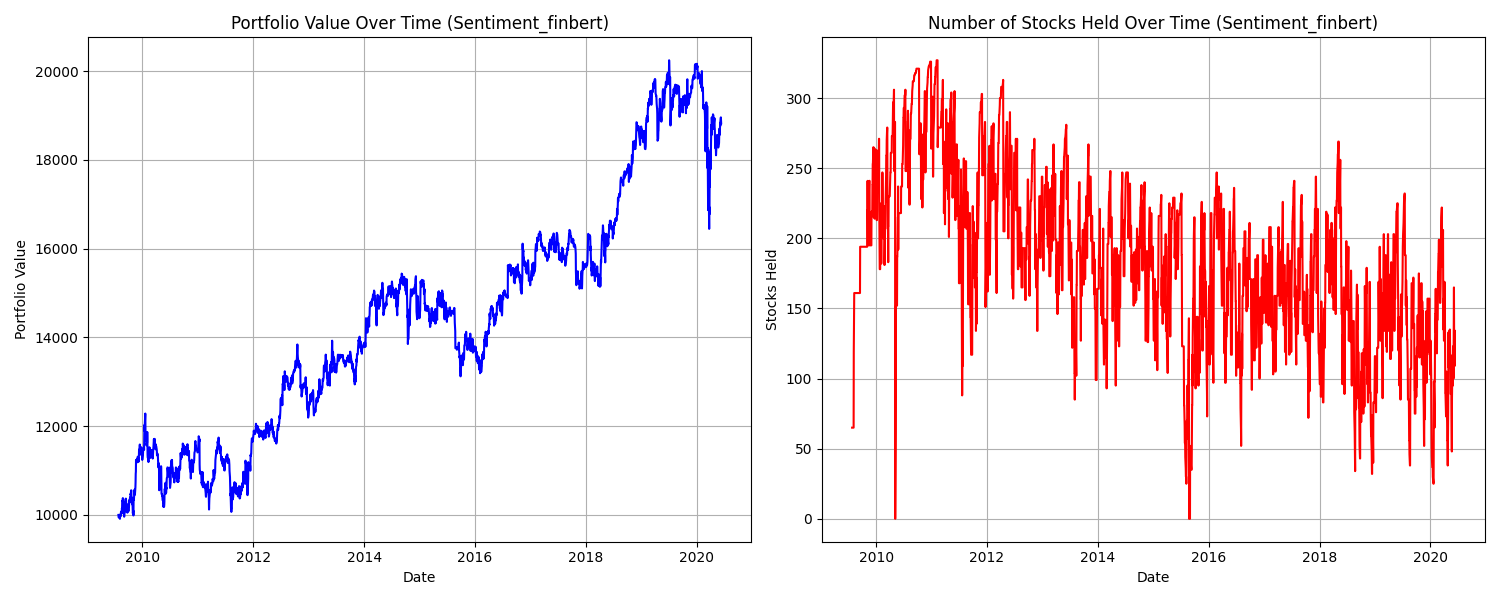 Portfolio Value Over Time (Sentiment_finbert)
Portfolio Value
20000
18000
16000
14000
12000
10000
2010 2012 2014 2016 2018 2020
Date
Number of Stocks Held Over Time (Sentiment_finbert)
Stocks Held
300
250
200
150
100
50
0
2010 2012 2014 2016 2018 2020
Date